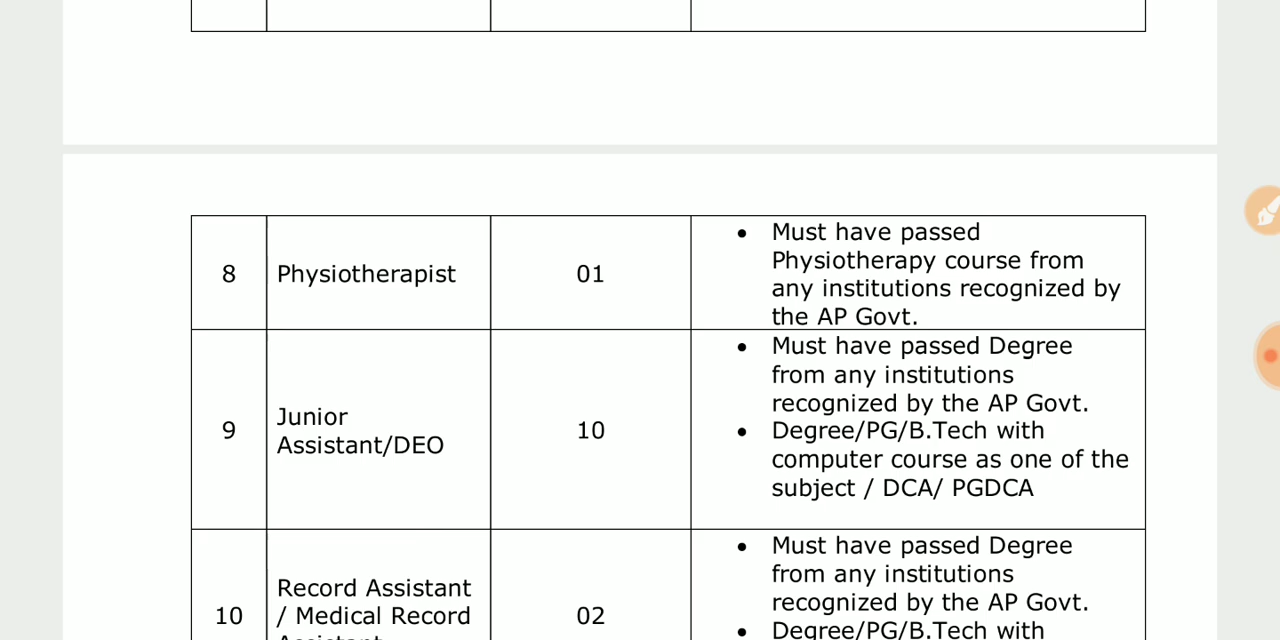 8
Physiotherapist
01
• Must have passed
Physiotherapy course from
any institutions recognized by
the AP Govt.
9
Junior
Assistant/DEO
10
• Must have passed Degree
from any institutions
recognized by the AP Govt.
• Degree/PG/B.Tech with
computer course as one of the
subject / DCA/ PGDCA
10
Record Assistant
/ Medical Record
Assistant
02
• Must have passed Degree
from any institutions
recognized by the AP Govt.
• Degree/PG/B.Tech with